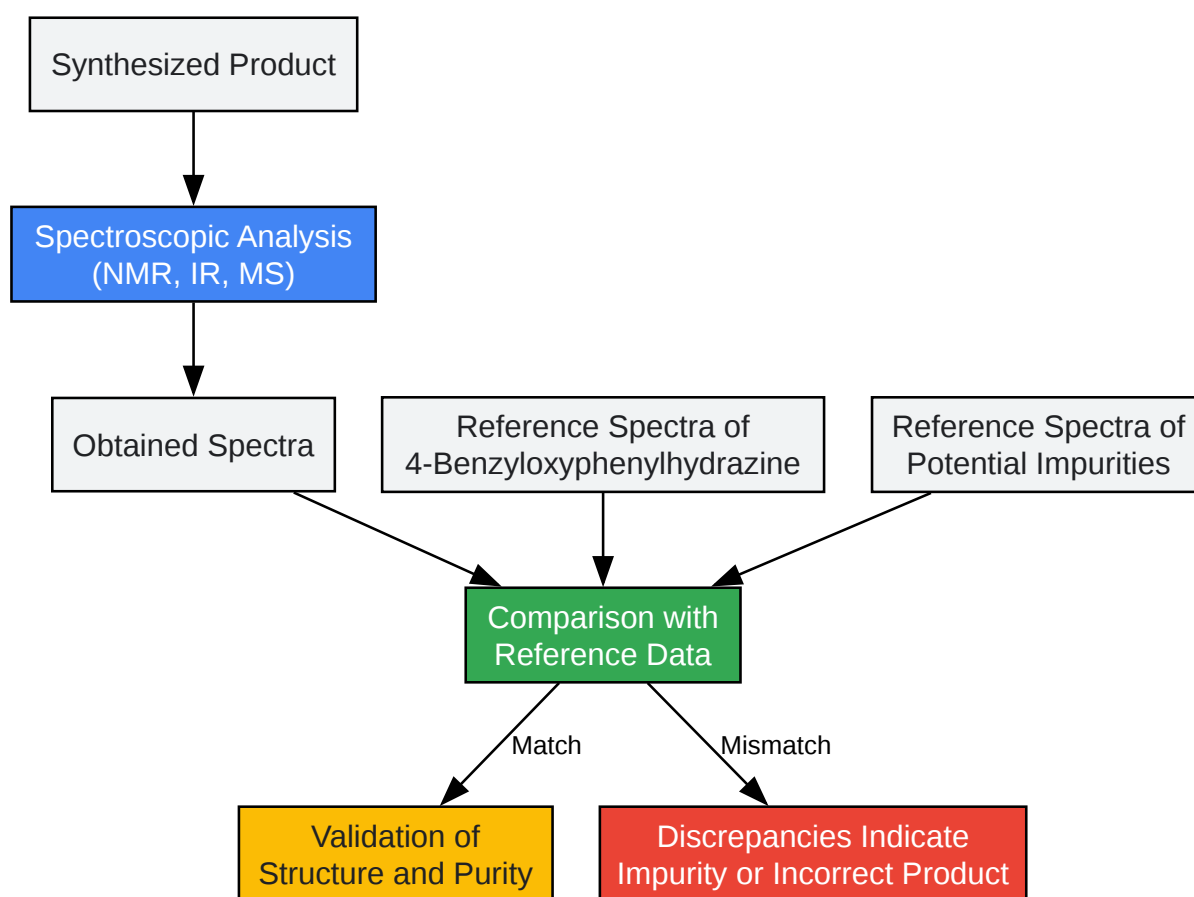 Synthesized Product
Spectroscopic Analysis
(NMR, IR, MS)
Obtained Spectra
Reference Spectra of
4-Benzyloxyphenylhydrazine
Reference Spectra of
Potential Impurities
Comparison with
Reference Data
Match
Mismatch
Validation of
Structure and Purity
Discrepancies Indicate
Impurity or Incorrect Product